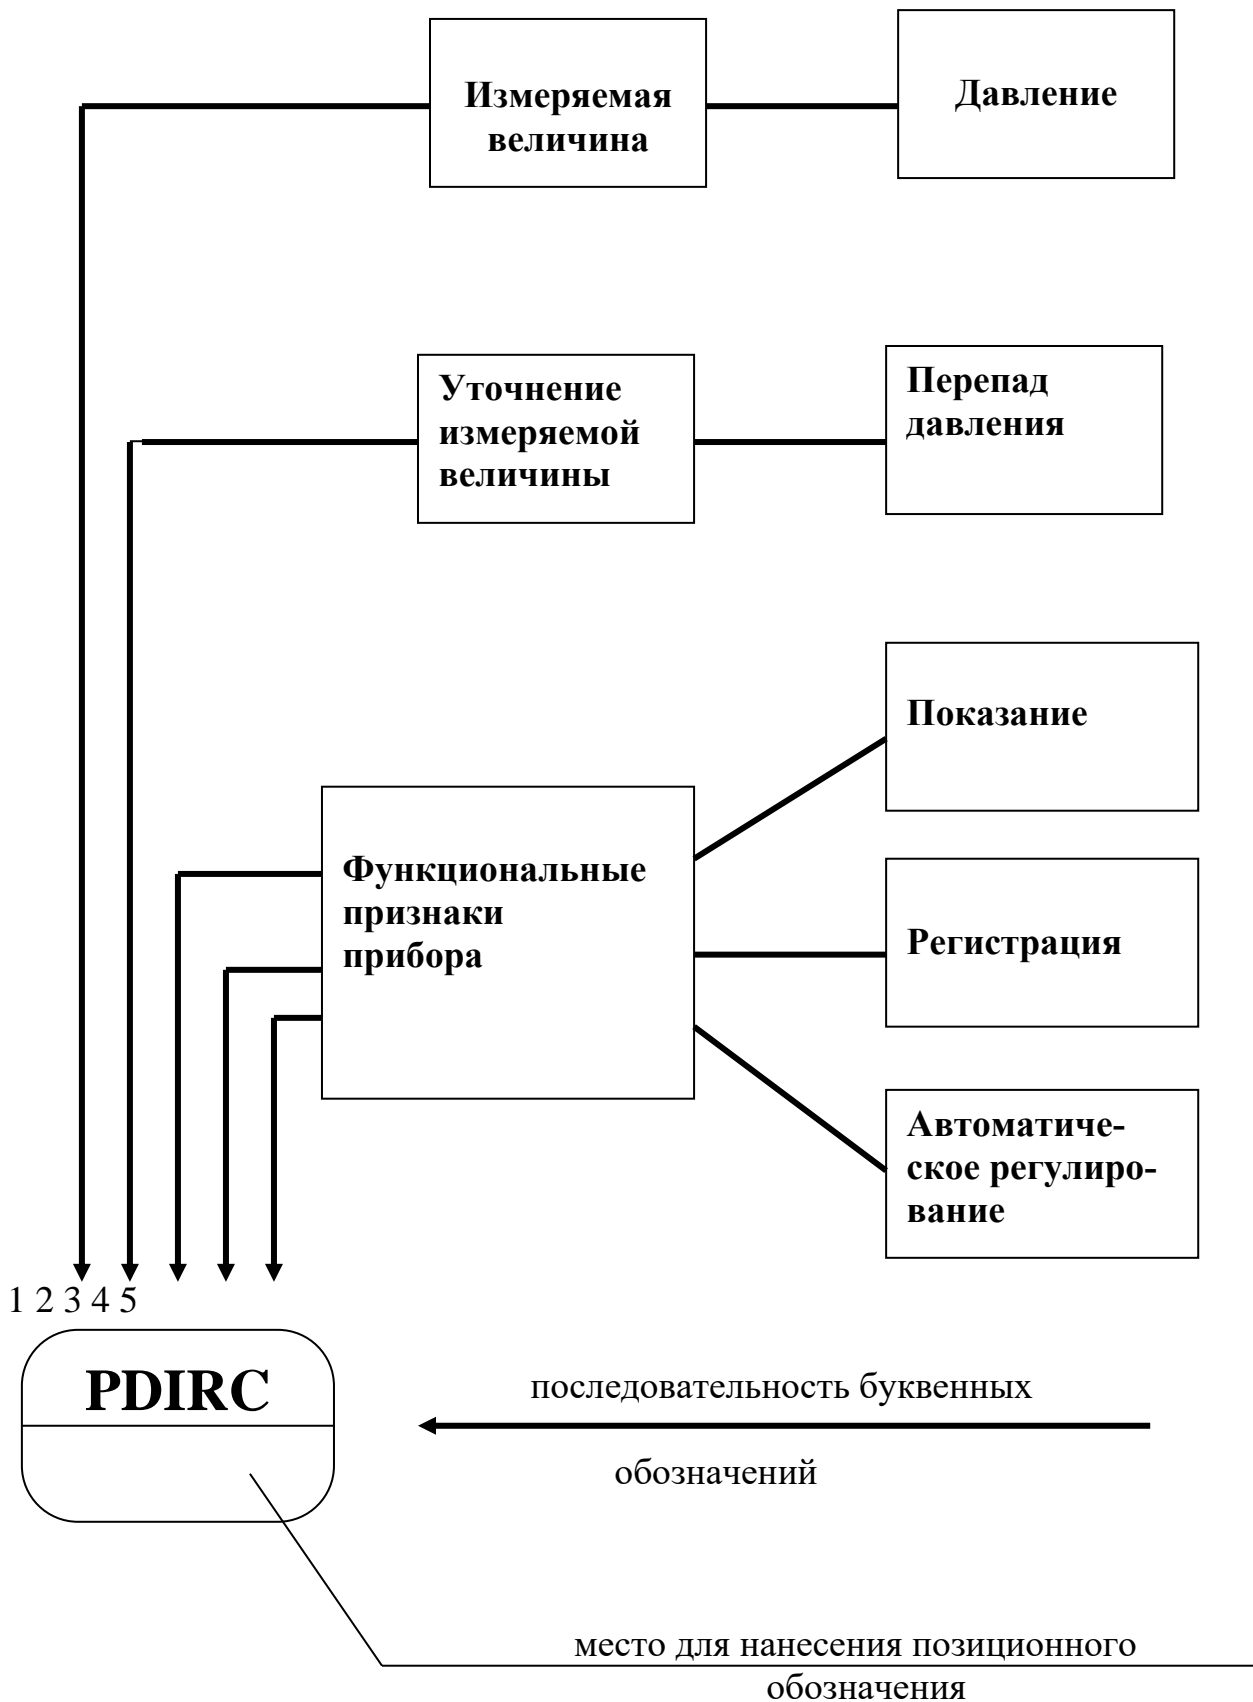 Измеряемая
величина
Давление
Уточнение
измеряемой
величины
Перепад
давления
Показание
Функциональные
признаки
прибора
Регистрация
Автоматиче-
ское регулиро-
вание
1 2 3 4 5
PDIRC
последовательность буквенных
обозначений
место для нанесения позиционного
обозначения